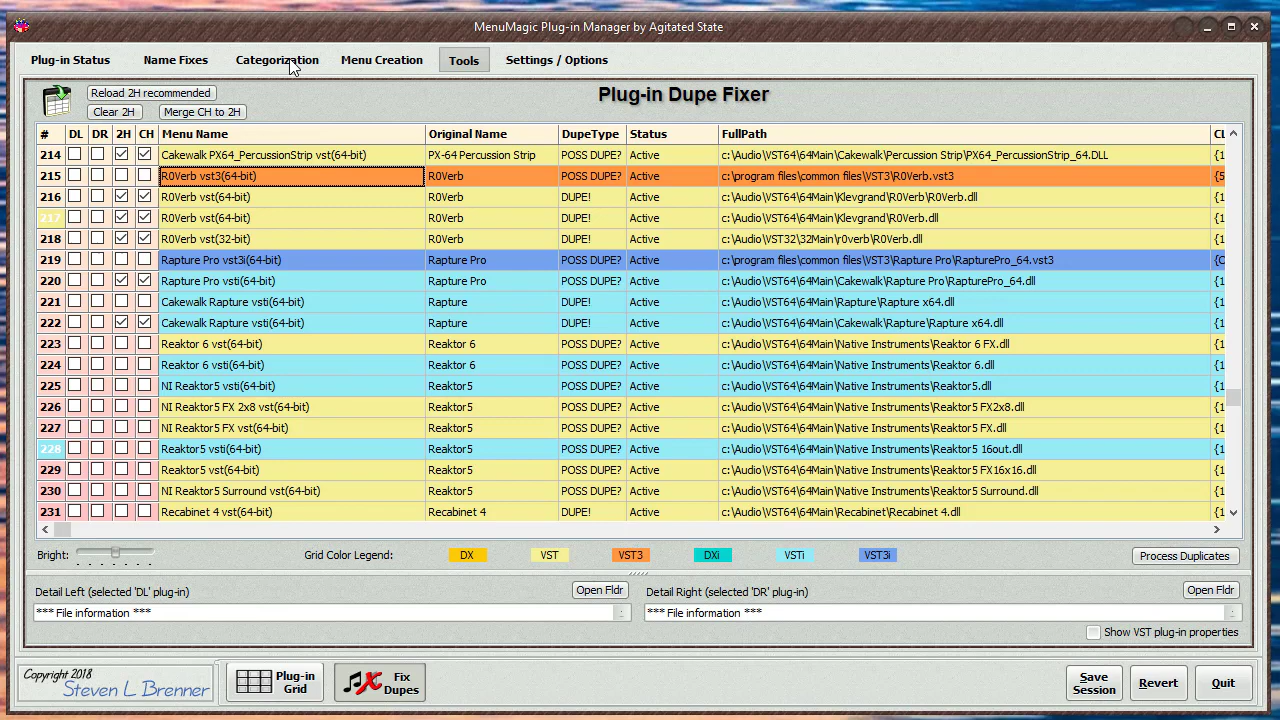 MenuMagic Plug-in Manager by Agitated State
Plug-in Status Name Fixes Categorization Menu Creation Tools Settings / Options
Reload 2H recommended
Plug-in Dupe Fixer
Clear 2H Merge CH to 2H
# DL DR 2H CH Menu Name Original Name DupeType Status FullPath CL
214 Cakewalk PX64_PercussionStrip vst(64-bit) PX-64 Percussion Strip POSS DUPE? Active c:\Audio\VST64\64Main\Cakewalk\Percussion Strip\PX64_PercussionStrip_64.DLL {1
215 R0Verb vst3(64-bit) R0Verb POSS DUPE? Active c:\program files\common files\VST3\R0Verb.vst3 {5
216 R0Verb vst(64-bit) R0Verb DUPE! Active c:\Audio\VST64\64Main\Klevgrand\R0Verb\R0Verb.dll {1
217 R0Verb vst(64-bit) R0Verb DUPE! Active c:\Audio\VST64\64Main\Klevgrand\R0Verb.dll {1
218 R0Verb vst(32-bit) R0Verb DUPE! Active c:\Audio\VST32\32Main\r0verb\R0Verb.dll {1
219 Rapture Pro vst3i(64-bit) Rapture Pro POSS DUPE? Active c:\program files\common files\VST3\Rapture Pro\RapturePro_64.vst3 {C
220 Rapture Pro vsti(64-bit) Rapture Pro POSS DUPE? Active c:\Audio\VST64\64Main\Cakewalk\Rapture Pro\RapturePro_64.dll {1
221 Cakewalk Rapture vsti(64-bit) Rapture DUPE! Active c:\Audio\VST64\64Main\Rapture\Rapture x64.dll {1
222 Cakewalk Rapture vsti(64-bit) Rapture DUPE! Active c:\Audio\VST64\64Main\Cakewalk\Rapture\Rapture x64.dll {1
223 Reaktor 6 vst(64-bit) Reaktor 6 POSS DUPE? Active c:\Audio\VST64\64Main\Native Instruments\Reaktor 6 FX.dll {1
224 Reaktor 6 vsti(64-bit) Reaktor 6 POSS DUPE? Active c:\Audio\VST64\64Main\Native Instruments\Reaktor 6.dll {1
225 NI Reaktor5 vsti(64-bit) Reaktor5 POSS DUPE? Active c:\Audio\VST64\64Main\Native Instruments\Reaktor5.dll {1
226 NI Reaktor5 FX 2x8 vst(64-bit) Reaktor5 POSS DUPE? Active c:\Audio\VST64\64Main\Native Instruments\Reaktor5 FX2x8.dll {1
227 NI Reaktor5 FX vst(64-bit) Reaktor5 POSS DUPE? Active c:\Audio\VST64\64Main\Native Instruments\Reaktor5 FX.dll {1
228 Reaktor5 vsti(64-bit) Reaktor5 POSS DUPE? Active c:\Audio\VST64\64Main\Native Instruments\Reaktor5 16out.dll {1
229 Reaktor5 vst(64-bit) Reaktor5 POSS DUPE? Active c:\Audio\VST64\64Main\Native Instruments\Reaktor5 FX16x16.dll {1
230 NI Reaktor5 Surround vst(64-bit) Reaktor5 POSS DUPE? Active c:\Audio\VST64\64Main\Native Instruments\Reaktor5 Surround.dll {1
231 Recabinet 4 vst(64-bit) Recabinet 4 DUPE! Active c:\Audio\VST64\64Main\Recabinet\Recabinet 4.dll {1
Bright: Grid Color Legend: DX VST VST3 DXi VSTi VST3i Process Duplicates
Detail Left (selected 'DL' plug-in) Open Fldr Detail Right (selected 'DR' plug-in) Open Fldr
*** File information *** *** File information ***
Show VST plug-in properties
Copyright 2018
Steven L Brenner
Plug-in
Grid
Fix
Dupes
Save
Session
Revert
Quit